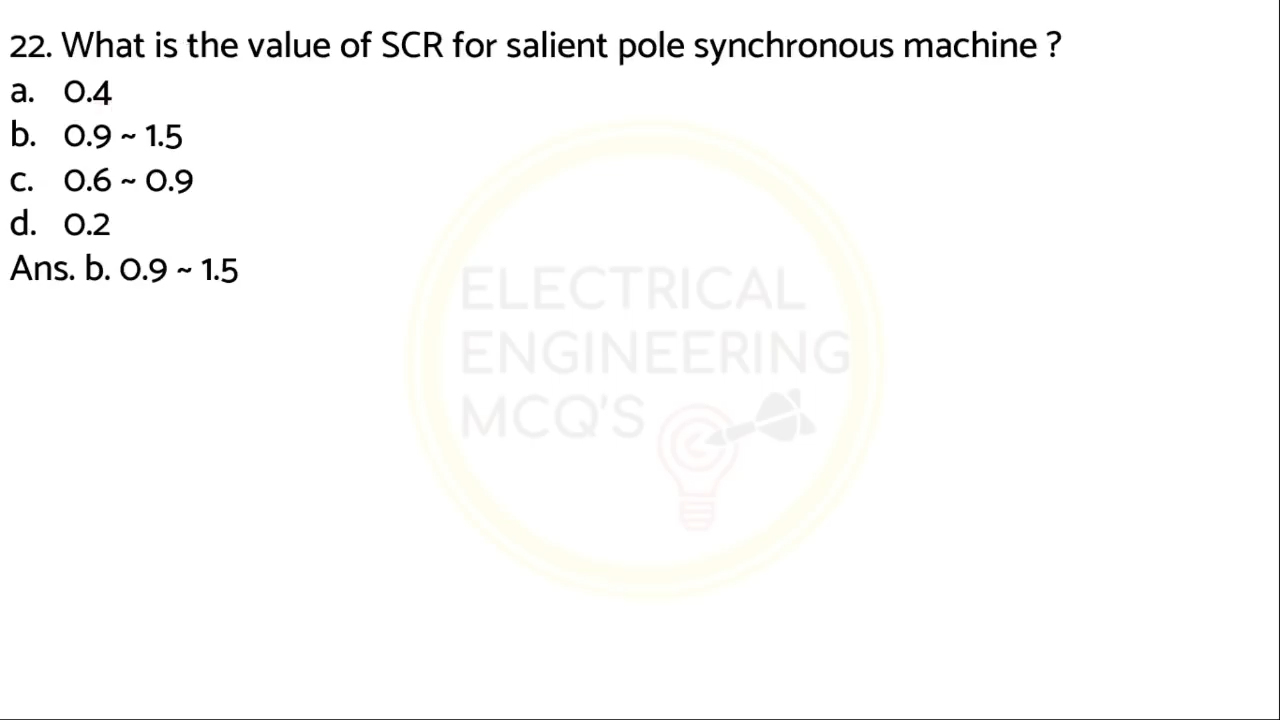 22. What is the value of SCR for salient pole synchronous machine ?
a. 0.4
b. 0.9 ~ 1.5
c. 0.6 ~ 0.9
d. 0.2
Ans. b. 0.9 ~ 1.5
ELECTRICAL
ENGINEERING
MCQ'S